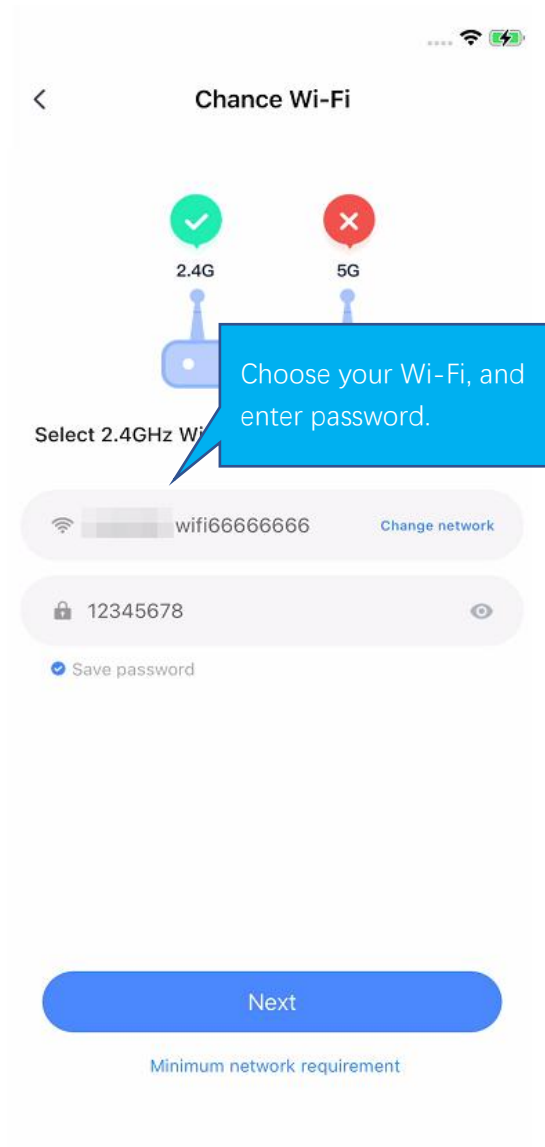 Chance Wi-Fi
2.4G
5G
Choose your Wi-Fi, and
enter password.
Select 2.4GHz
wifi66666666
Change network
12345678
Save password
Next
Minimum network requirement